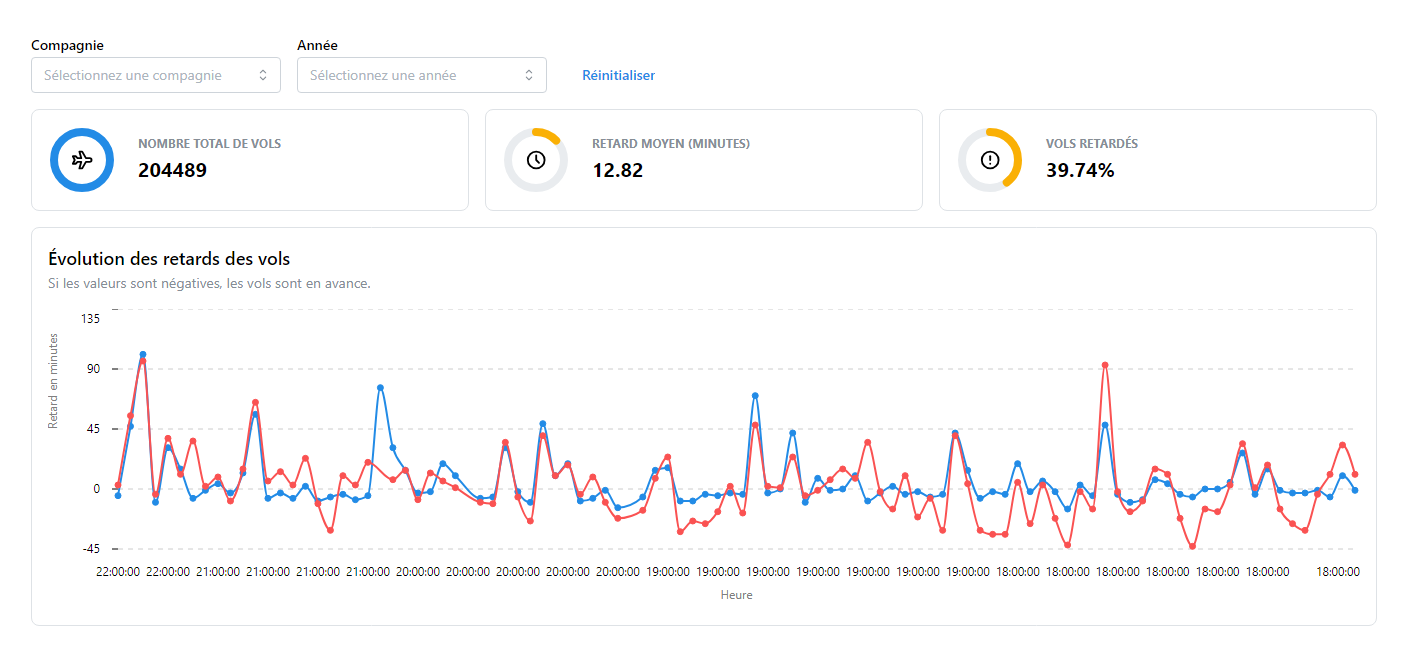 Compagnie
Année
Sélectionnez une compagnie
Sélectionnez une année
Réinitialiser
NOMBRE TOTAL DE VOLS
204489
RETARD MOYEN (MINUTES)
12.82
VOLS RETARDÉS
39.74%
Évolution des retards des vols
Si les valeurs sont négatives, les vols sont en avance.
Retard en minutes
135
90
45
0
-45
22:00:00 22:00:00 21:00:00 21:00:00 21:00:00 21:00:00 20:00:00 20:00:00 20:00:00 20:00:00 20:00:00 19:00:00 19:00:00 19:00:00 19:00:00 19:00:00 19:00:00 19:00:00 18:00:00 18:00:00 18:00:00 18:00:00 18:00:00 18:00:00 18:00:00
Heure